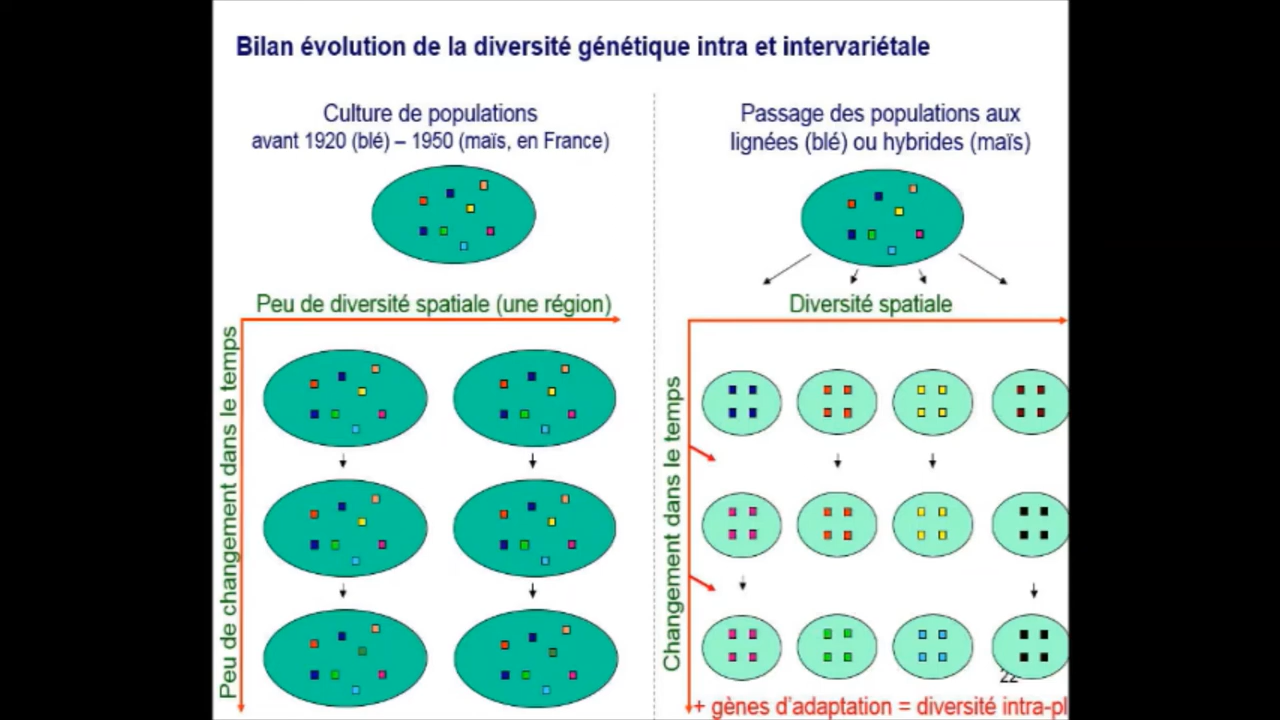 Bilan évolution de la diversité génétique intra et intervariétale
Culture de populations
avant 1920 (blé) – 1950 (maïs, en France)
Peu de diversité spatiale (une région)
Peu de changement dans le temps
Passage des populations aux
lignées (blé) ou hybrides (maïs)
Diversité spatiale
Changement dans le temps
22
+ gènes d'adaptation = diversité intra-pl